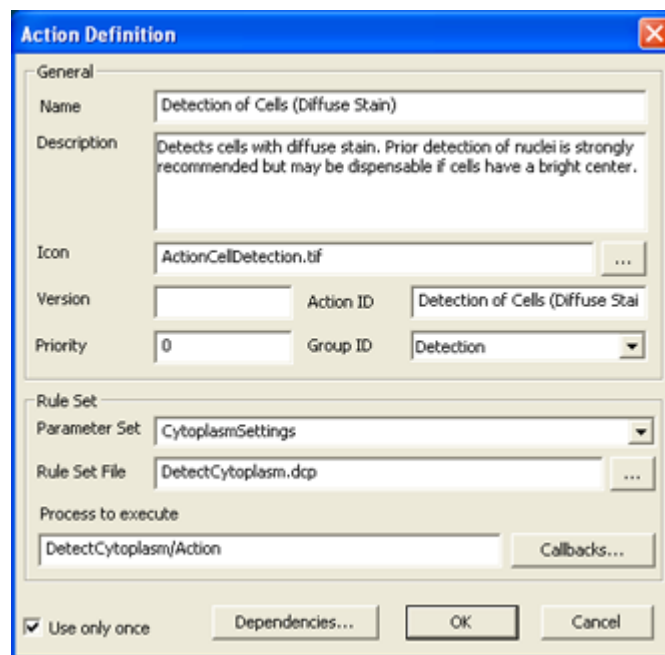 Action Definition
General
Name Detection of Cells (Diffuse Stain)
Description Detects cells with diffuse stain. Prior detection of nuclei is strongly
recommended but may be dispensable if cells have a bright center.
Icon ActionCellDetection.tif ...
Version Action ID Detection of Cells (Diffuse Stai
Priority 0 Group ID Detection
Rule Set
Parameter Set CytoplasmSettings
Rule Set File DetectCytoplasm.dcp ...
Process to execute
DetectCytoplasm/Action Callbacks...
Use only once Dependencies... OK Cancel